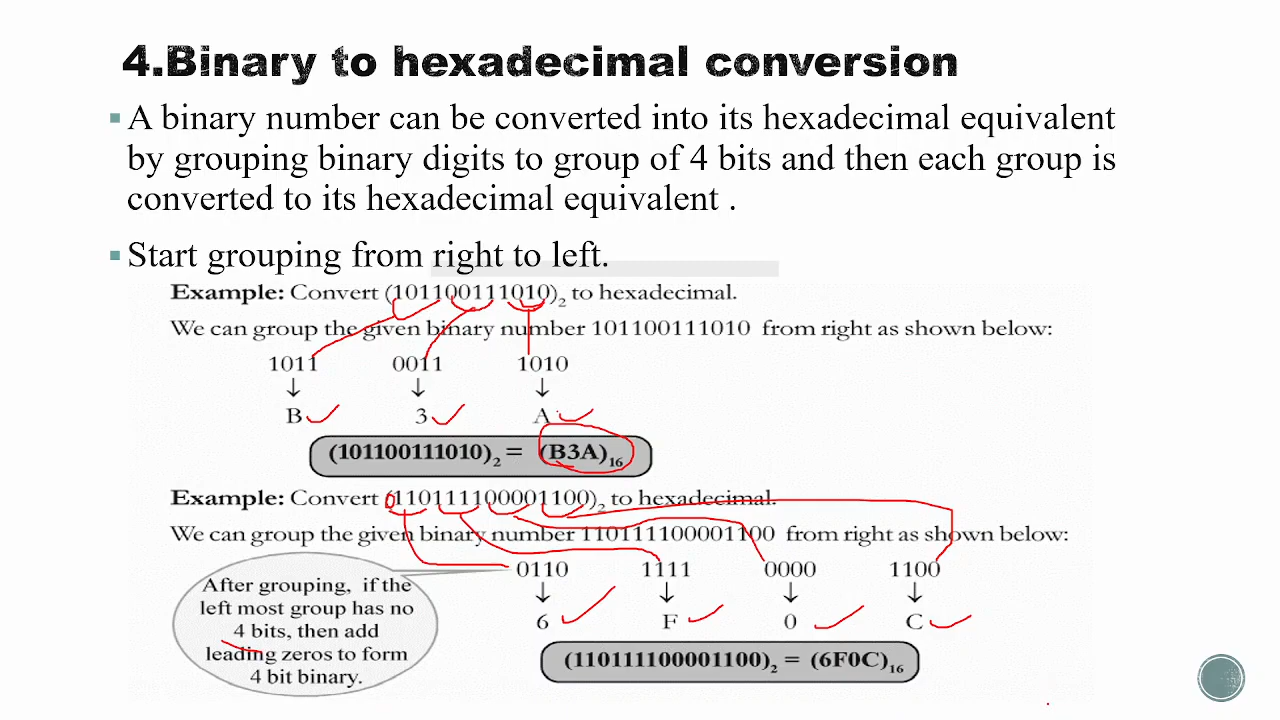 4.Binary to hexadecimal conversion
A binary number can be converted into its hexadecimal equivalent
by grouping binary digits to group of 4 bits and then each group is
converted to its hexadecimal equivalent .
Start grouping from right to left.
Example: Convert (101100111010)₂ to hexadecimal.
We can group the given binary number 101100111010 from right as shown below:
1011 0011 1010
↓ ↓ ↓
B 3 A
(101100111010)₂ = (B3A)₁₆
Example: Convert (110111100001100)₂ to hexadecimal.
We can group the given binary number 110111100001100 from right as shown below:
0110 1111 0000 1100
↓ ↓ ↓ ↓
6 F 0 C
(110111100001100)₂ = (6F0C)₁₆
After grouping, if the
left most group has no
4 bits, then add
leading zeros to form
4 bit binary.